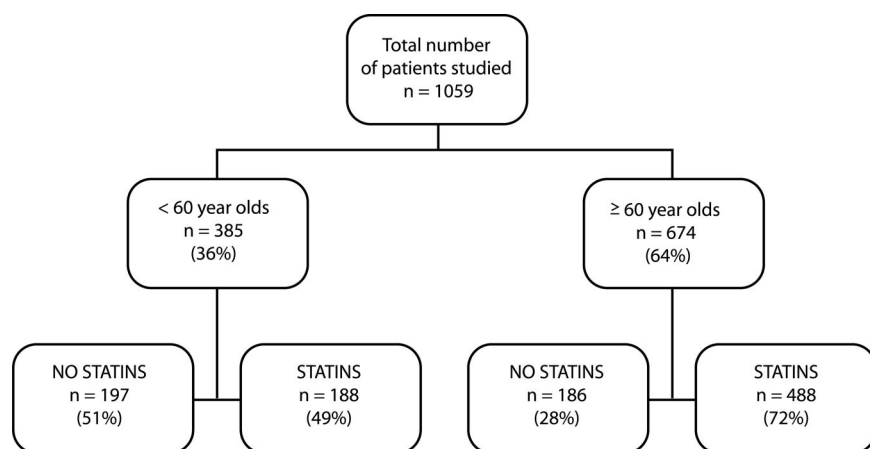 Total number
of patients studied
n = 1059
< 60 year olds
n = 385
(36%)
≥ 60 year olds
n = 674
(64%)
NO STATINS
n = 197
(51%)
STATINS
n = 188
(49%)
NO STATINS
n = 186
(28%)
STATINS
n = 488
(72%)